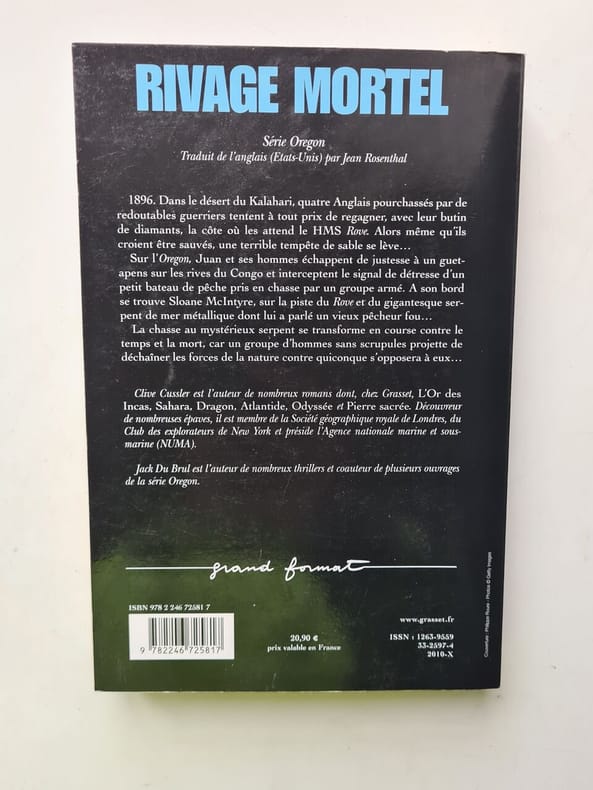 RIVAGE MORTEL
Série Oregon
Traduit de l'anglais (Etats-Unis) par Jean Rosenthal
1896. Dans le désert du Kalahari, quatre Anglais pourchassés par de
redoutables guerriers tentent à tout prix de regagner, avec leur butin
de diamants, la côte où les attend le HMS Rove. Alors même qu'ils
croient être sauvés, une terrible tempête de sable se lève...
Sur l'Oregon, Juan et ses hommes échappent de justesse à un guet-
apens sur les rives du Congo et interceptent le signal de détresse d'un
petit bateau de pêche pris en chasse par un groupe armé. A son bord
se trouve Sloane McIntyre, sur la piste du Rove et du gigantesque ser-
pent de mer métallique dont lui a parlé un vieux pêcheur fou...
La chasse au mystérieux serpent se transforme en course contre le
temps et la mort, car un groupe d'hommes sans scrupules projette de
déchaîner les forces de la nature contre quiconque s'opposera à eux...
Clive Cussler est l'auteur de nombreux romans dont, chez Grasset, L'Or des
Incas, Sahara, Dragon, Atlantide, Odyssée et Pierre sacrée. Découvreur
de nombreuses épaves, il est membre de la Société géographique royale de Londres, du
Club des explorateurs de New York et préside l'Agence nationale marine et sous-
marine (NUMA).
Jack Du Brul est l'auteur de nombreux thrillers et coauteur de plusieurs ouvrages
de la série Oregon.
grand format
ISBN 978 2 246 72581 7
9 782246 725817
20,90 €
prix valable en France
www.grasset.fr
ISSN : 1263-9559
33-2597-4
2010-X
Couverture : Philippe Roure - Photos © Getty Images